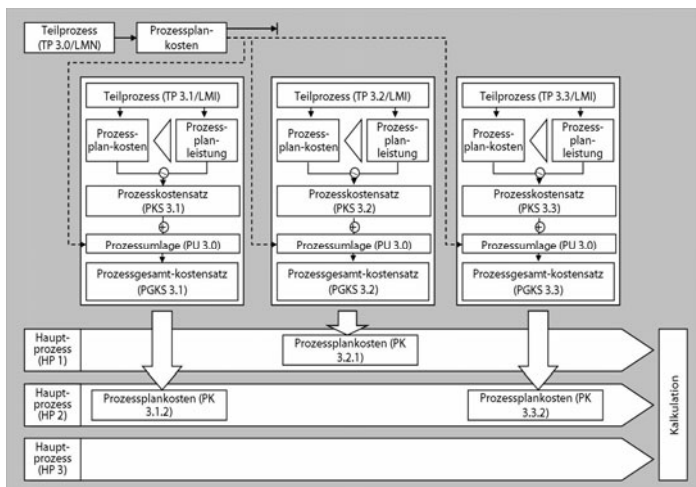 Teilprozess
(TP 3.0/LMN)
Prozessplan-
kosten
Teilprozess (TP 3.1/LMI)
Prozess-
plan-kosten
Prozess-
plan-
leistung
Prozesskostensatz
(PKS 3.1)
Prozessumlage (PU 3.0)
Prozessgesamt-kostensatz
(PGKS 3.1)
Teilprozess (TP 3.2/LMI)
Prozess-
plan-kosten
Prozess-
plan-
leistung
Prozesskostensatz
(PKS 3.2)
Prozessumlage (PU 3.0)
Prozessgesamt-kostensatz
(PGKS 3.2)
Teilprozess (TP 3.3/LMI)
Prozess-
plan-kosten
Prozess-
plan-
leistung
Prozesskostensatz
(PKS 3.3)
Prozessumlage (PU 3.0)
Prozessgesamt-kostensatz
(PGKS 3.3)
Haupt-
prozess
(HP 1)
Prozessplankosten (PK
3.2.1)
Haupt-
prozess
(HP 2)
Prozessplankosten (PK
3.1.2)
Prozessplankosten (PK
3.3.2)
Haupt-
prozess
(HP 3)
Kalkulation